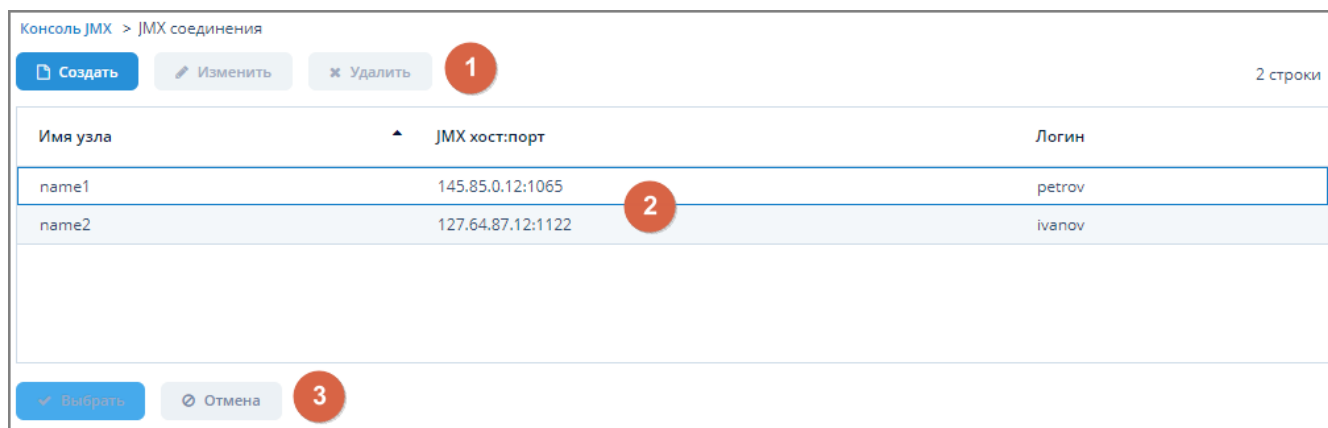 Консоль JMX > JMX соединения
Создать Изменить Удалить 1 2 строки
Имя узла JMX хост:порт Логин
name1 145.85.0.12:1065 petrov
2
name2 127.64.87.12:1122 ivanov
Выбрать Отмена 3